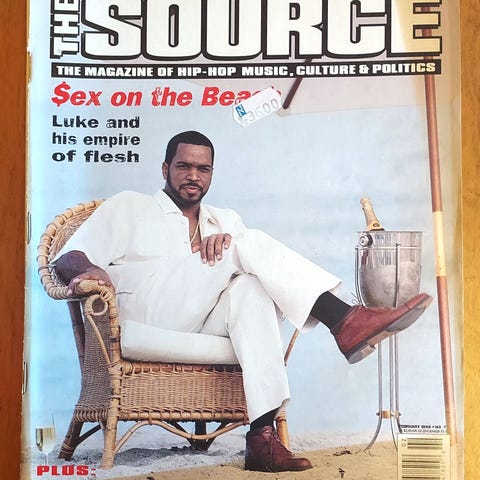 THE SOURCE
THE MAGAZINE OF HIP-HOP MUSIC, CULTURE & POLITICS
$ex on the Bea
3600
Luke and
his empire
of flesh
PLUS: